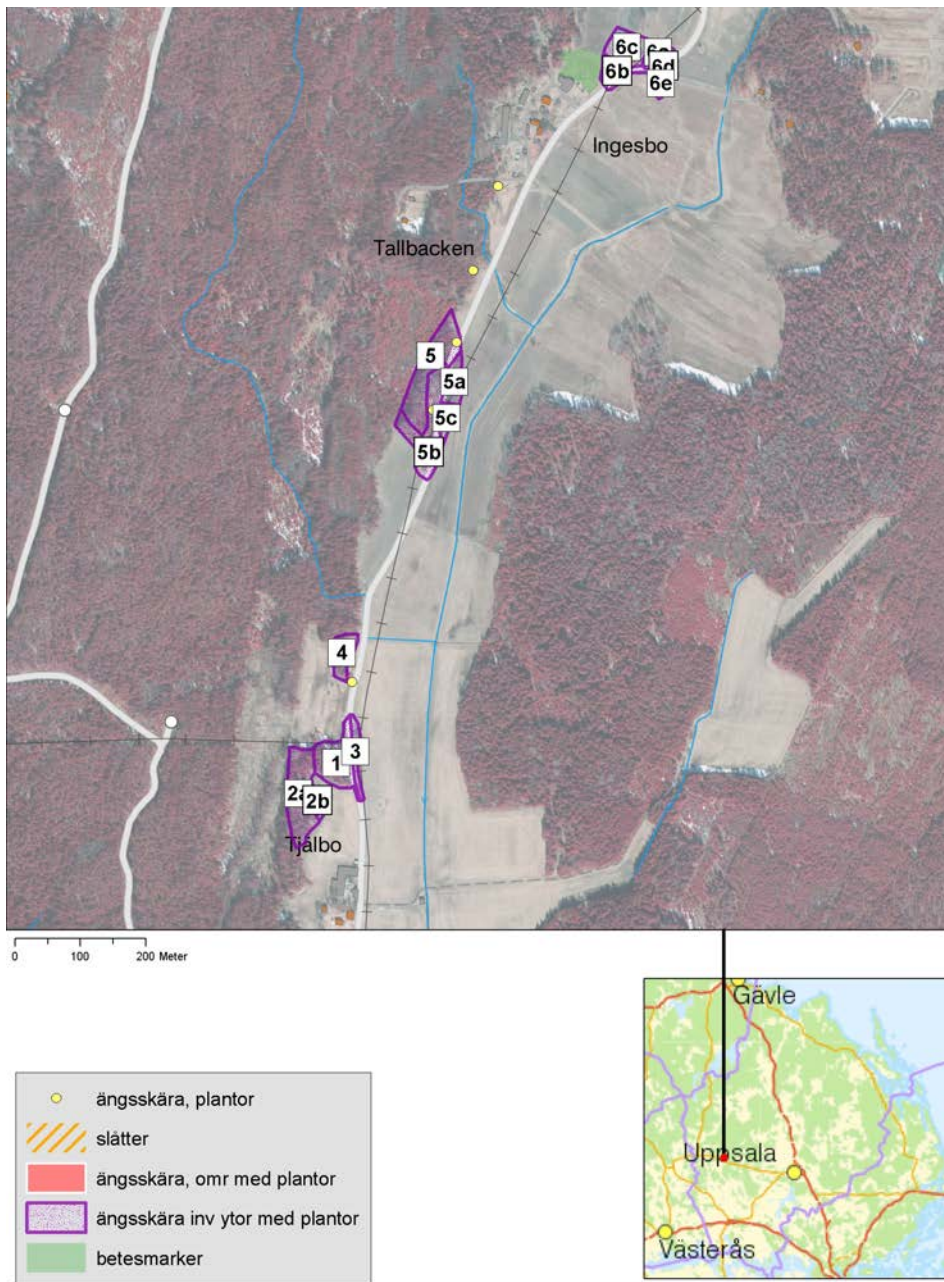 6c
6d
6b
6e
Ingesbo
Tallbacken
5
5a
5c
5b
4
3
1
2a
2b
Tjälbo
0 100 200 Meter
Gävle
Uppsala
Västerås
ängsskära, plantor
slåtter
ängsskära, omr med plantor
ängsskära inv ytor med plantor
betesmarker